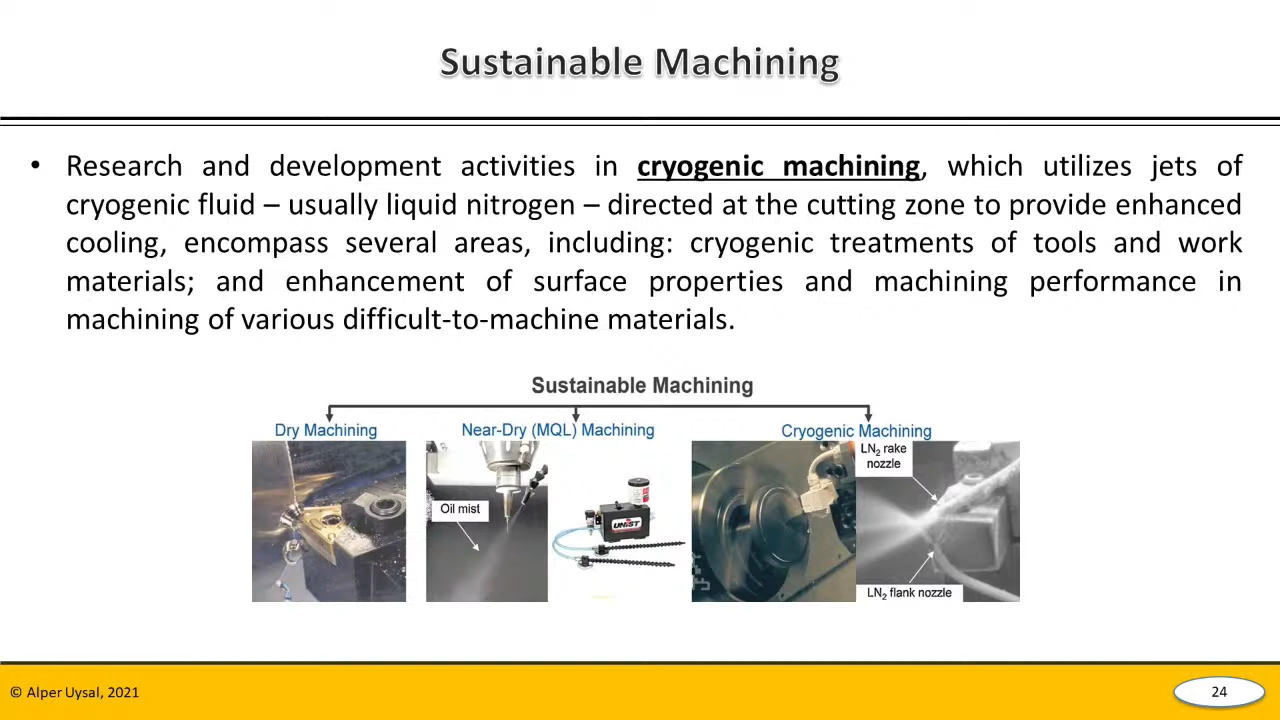 Sustainable Machining
• Research and development activities in cryogenic machining, which utilizes jets of
cryogenic fluid – usually liquid nitrogen – directed at the cutting zone to provide enhanced
cooling, encompass several areas, including: cryogenic treatments of tools and work
materials; and enhancement of surface properties and machining performance in
machining of various difficult-to-machine materials.
Sustainable Machining
Dry Machining
Near-Dry (MQL) Machining
Cryogenic Machining
Oil mist
UNIST
LN₂ rake
nozzle
LN₂ flank nozzle
© Alper Uysal, 2021
24